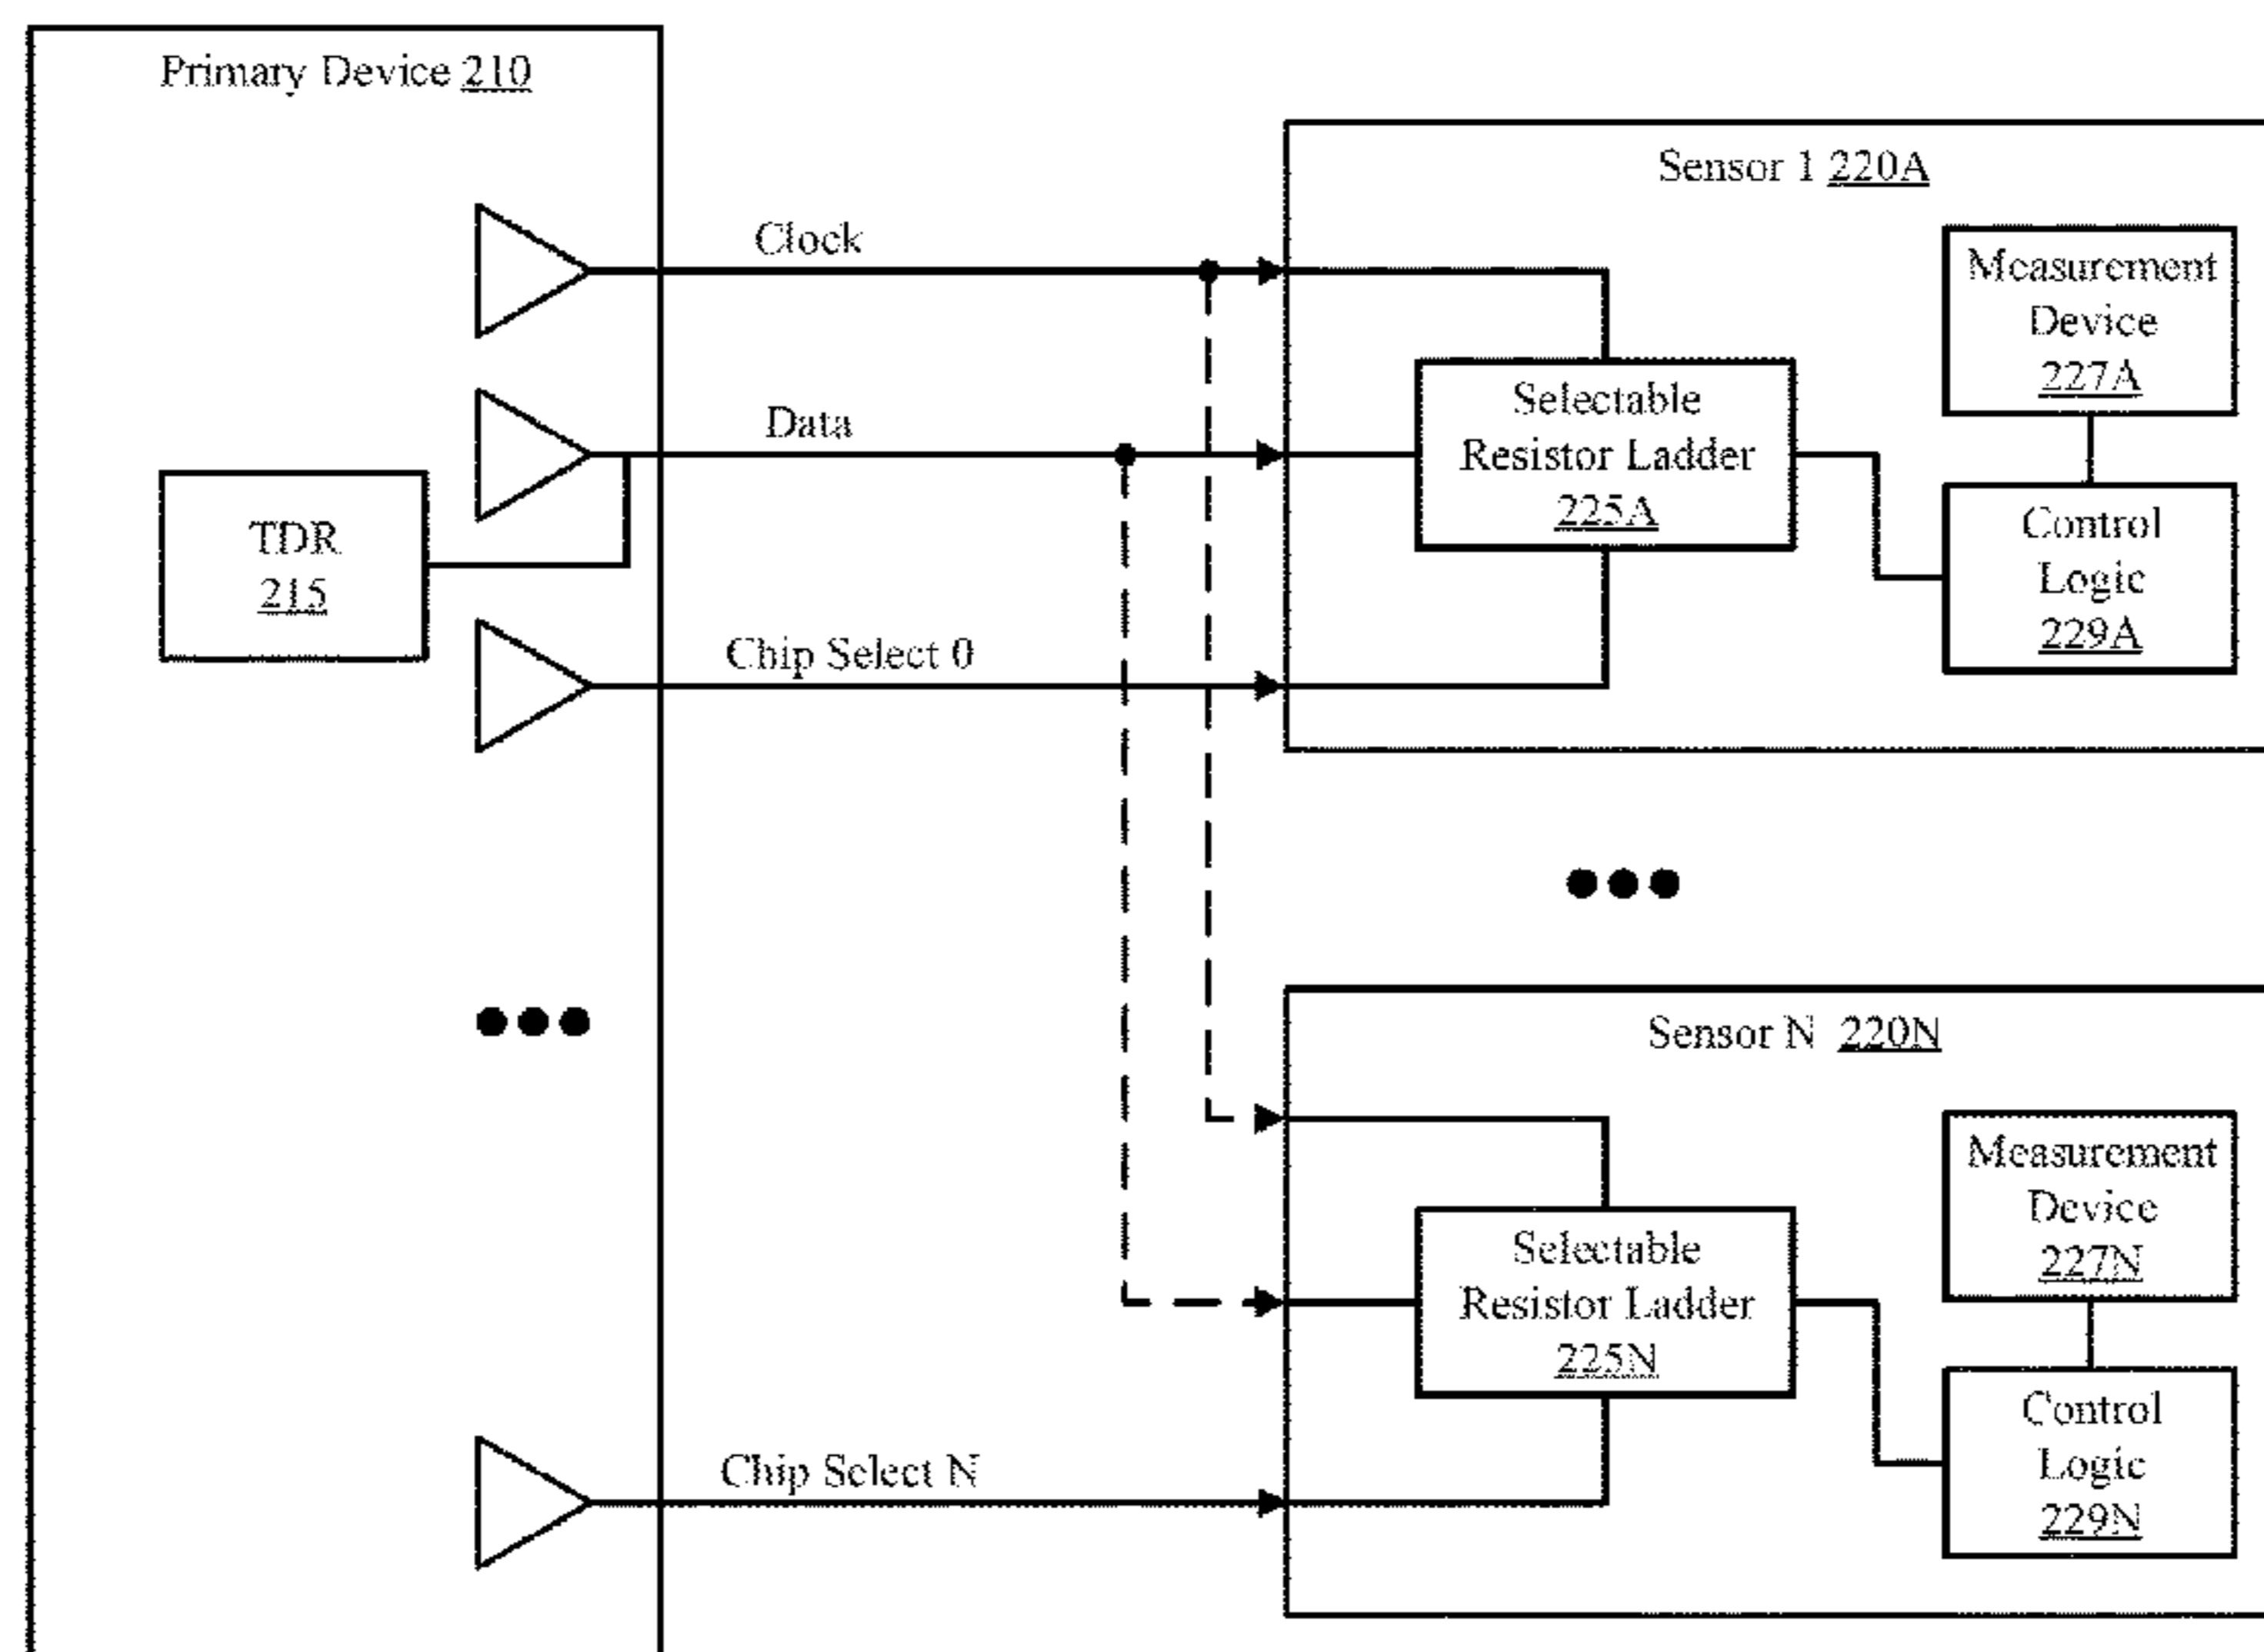 Primary Device 210
Clock
Data
TDR
215
Chip Select 0
Chip Select N
Sensor 1 220A
Measurement
Device
227A
Selectable
Resistor Ladder
225A
Control
Logic
229A
Sensor N 220N
Measurement
Device
227N
Selectable
Resistor Ladder
225N
Control
Logic
229N